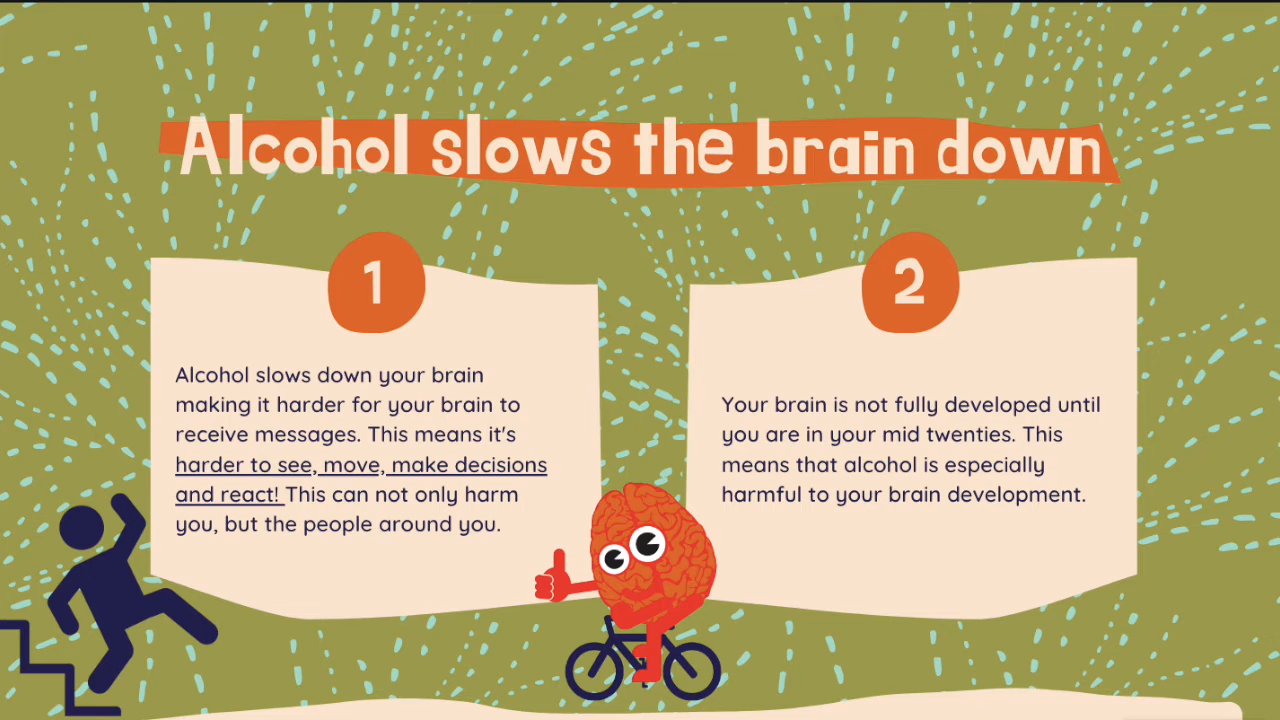 Alcohol slows the brain down
1
Alcohol slows down your brain
making it harder for your brain to
receive messages. This means it's
harder to see, move, make decisions
and react! This can not only harm
you, but the people around you.
2
Your brain is not fully developed until
you are in your mid twenties. This
means that alcohol is especially
harmful to your brain development.